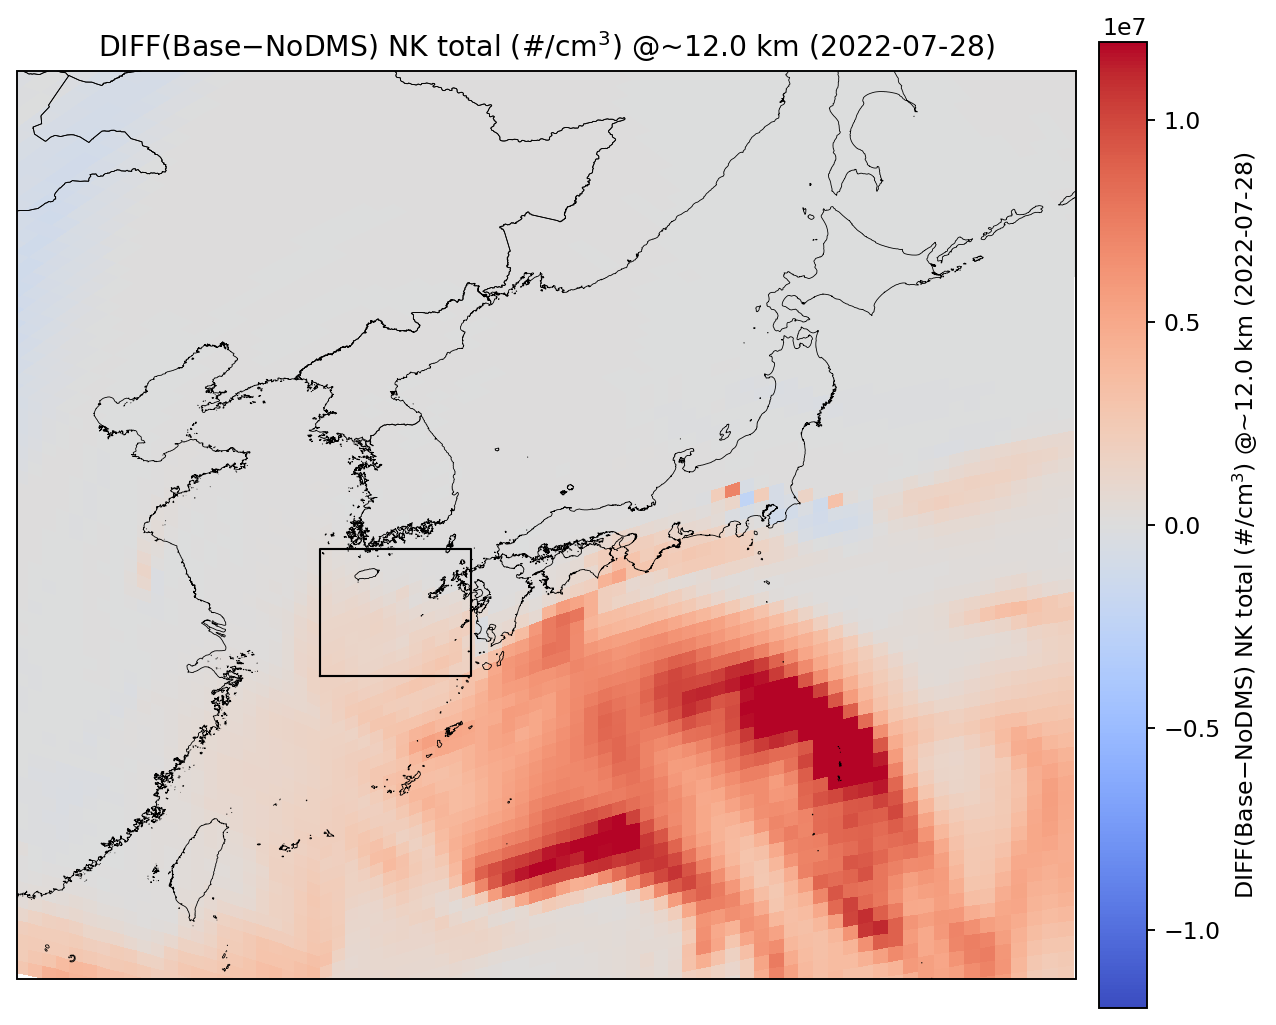 1e7
DIFF(Base−NoDMS) NK total (#/cm³) @~12.0 km (2022-07-28)
1.0
0.5
0.0
−0.5
−1.0
DIFF(Base−NoDMS) NK total (#/cm³) @~12.0 km (2022-07-28)